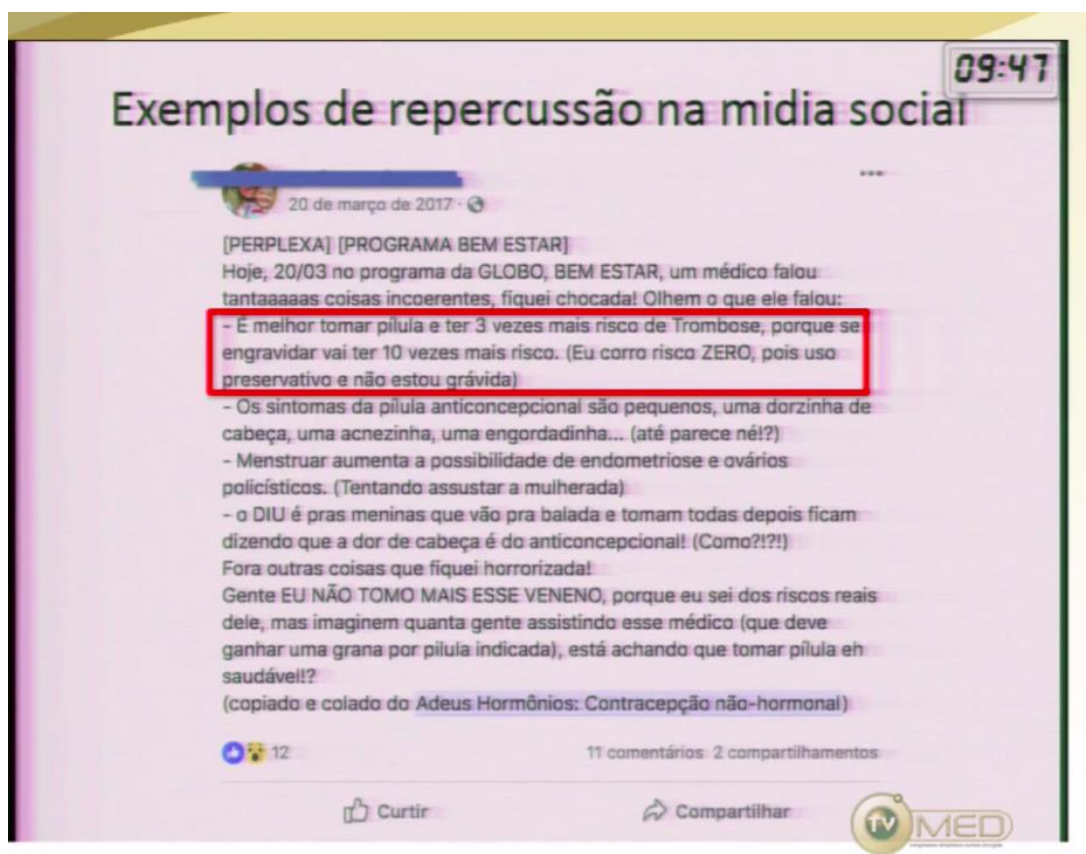 09:47
Exemplos de repercussão na midia social
20 de março de 2017 ·
[PERPLEXA] [PROGRAMA BEM ESTAR]
Hoje, 20/03 no programa da GLOBO, BEM ESTAR, um médico falou
tantaaaaas coisas incoerentes, fiquei chocada! Olhem o que ele falou:
- É melhor tomar pílula e ter 3 vezes mais risco de Trombose, porque se
engravidar vai ter 10 vezes mais risco. (Eu corro risco ZERO, pois uso
preservativo e não estou grávida)
- Os sintomas da pílula anticoncepcional são pequenos, uma dorzinha de
cabeça, uma acnezinha, uma engordadinha... (até parece né!?)
- Menstruar aumenta a possibilidade de endometriose e ovários
policísticos. (Tentando assustar a mulherada)
- o DIU é pras meninas que vão pra balada e tomam todas depois ficam
dizendo que a dor de cabeça é do anticoncepcional! (Como?!?!)
Fora outras coisas que fiquei horrorizada!
Gente EU NÃO TOMO MAIS ESSE VENENO, porque eu sei dos riscos reais
dele, mas imaginem quanta gente assistindo esse médico (que deve
ganhar uma grana por pilula indicada), está achando que tomar pílula eh
saudável!?
(copiado e colado do Adeus Hormônios: Contracepção não-hormonal)
12
11 comentários 2 compartilhamentos
Curtir
Compartilhar
TV MED